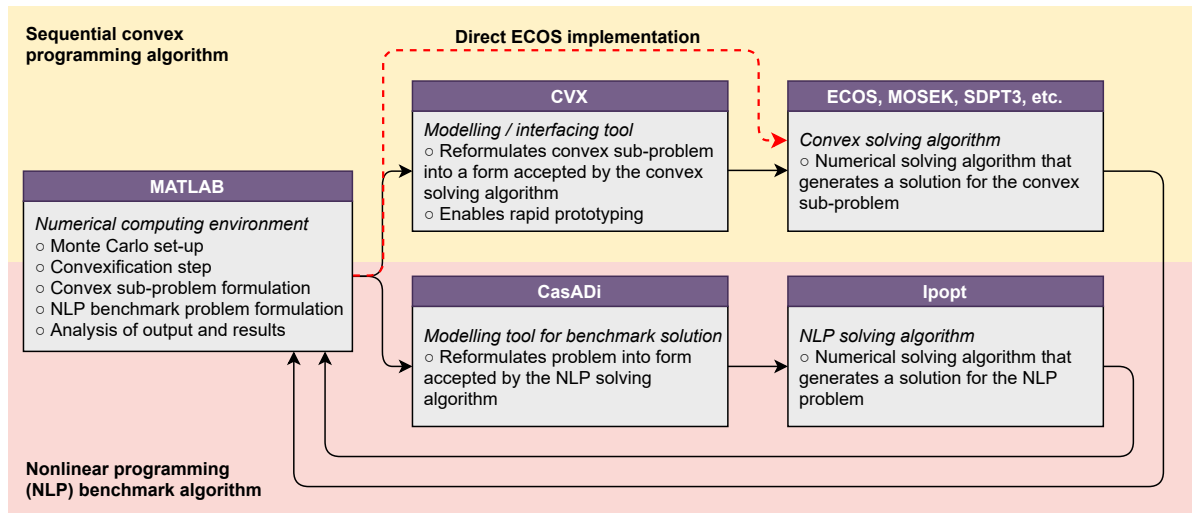 Sequential convex
programming algorithm
Direct ECOS implementation
CVX
Modelling / interfacing tool
○ Reformulates convex sub-problem
into a form accepted by the convex
solving algorithm
○ Enables rapid prototyping
ECOS, MOSEK, SDPT3, etc.
Convex solving algorithm
○ Numerical solving algorithm that
generates a solution for the convex
sub-problem
MATLAB
Numerical computing environment
○ Monte Carlo set-up
○ Convexification step
○ Convex sub-problem formulation
○ NLP benchmark problem formulation
○ Analysis of output and results
CasADi
Modelling tool for benchmark solution
○ Reformulates problem into form
accepted by the NLP solving
algorithm
Ipopt
NLP solving algorithm
○ Numerical solving algorithm that
generates a solution for the NLP
problem
Nonlinear programming
(NLP) benchmark algorithm